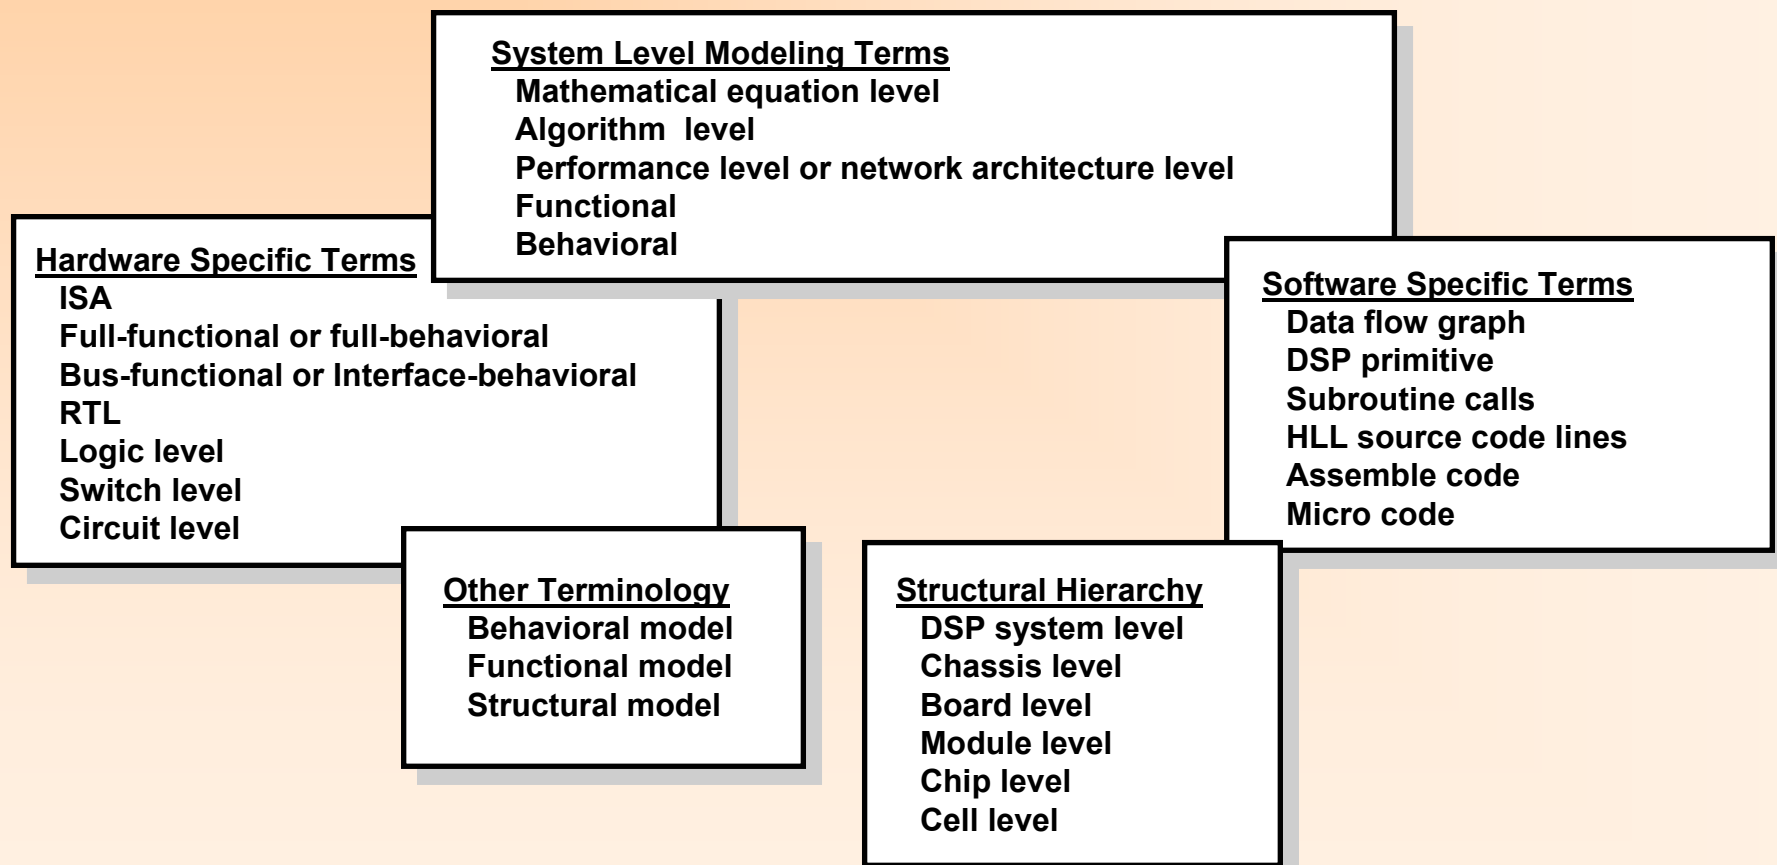 System Level Modeling Terms
Mathematical equation level
Algorithm  level
Performance level or network architecture level
Functional
Behavioral
Hardware Specific Terms
ISA
Full-functional or full-behavioral
Bus-functional or Interface-behavioral
RTL
Logic level
Switch level
Circuit level
Software Specific Terms
Data flow graph
DSP primitive
Subroutine calls
HLL source code lines
Assemble code
Micro code
Other Terminology
Behavioral model
Functional model
Structural model
Structural Hierarchy
DSP system level
Chassis level
Board level
Module level
Chip level
Cell level